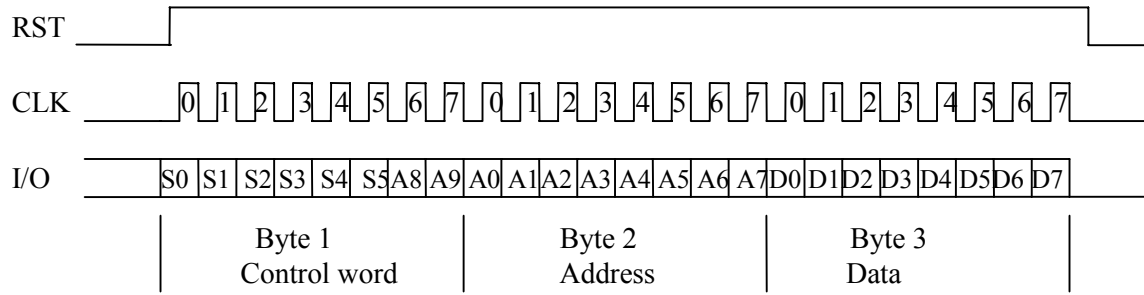 RST
CLK 0 1 2 3 4 5 6 7 0 1 2 3 4 5 6 7 0 1 2 3 4 5 6 7
I/O S0 S1 S2 S3 S4 S5 A8 A9 A0 A1 A2 A3 A4 A5 A6 A7 D0 D1 D2 D3 D4 D5 D6 D7
Byte 1 Byte 2 Byte 3
Control word Address Data